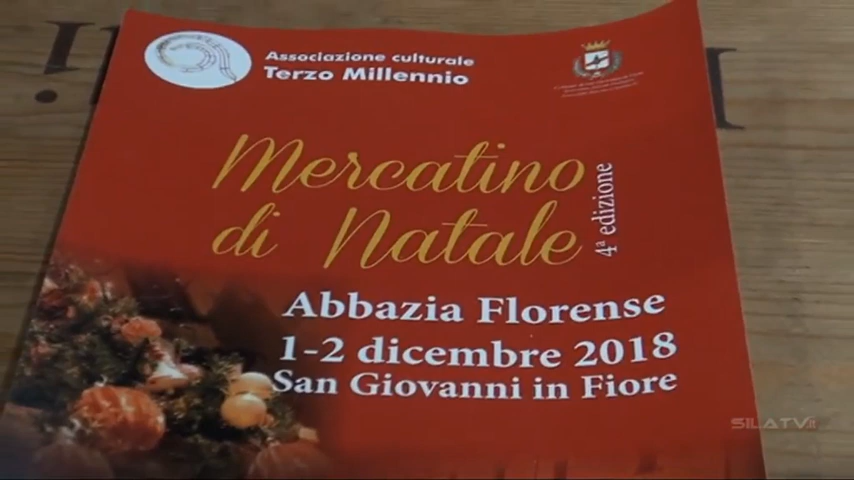 Associazione culturale
Terzo Millennio
Mercatino
di Natale
4ª edizione
Abbazia Florense
1-2 dicembre 2018
San Giovanni in Fiore
SILATV.it